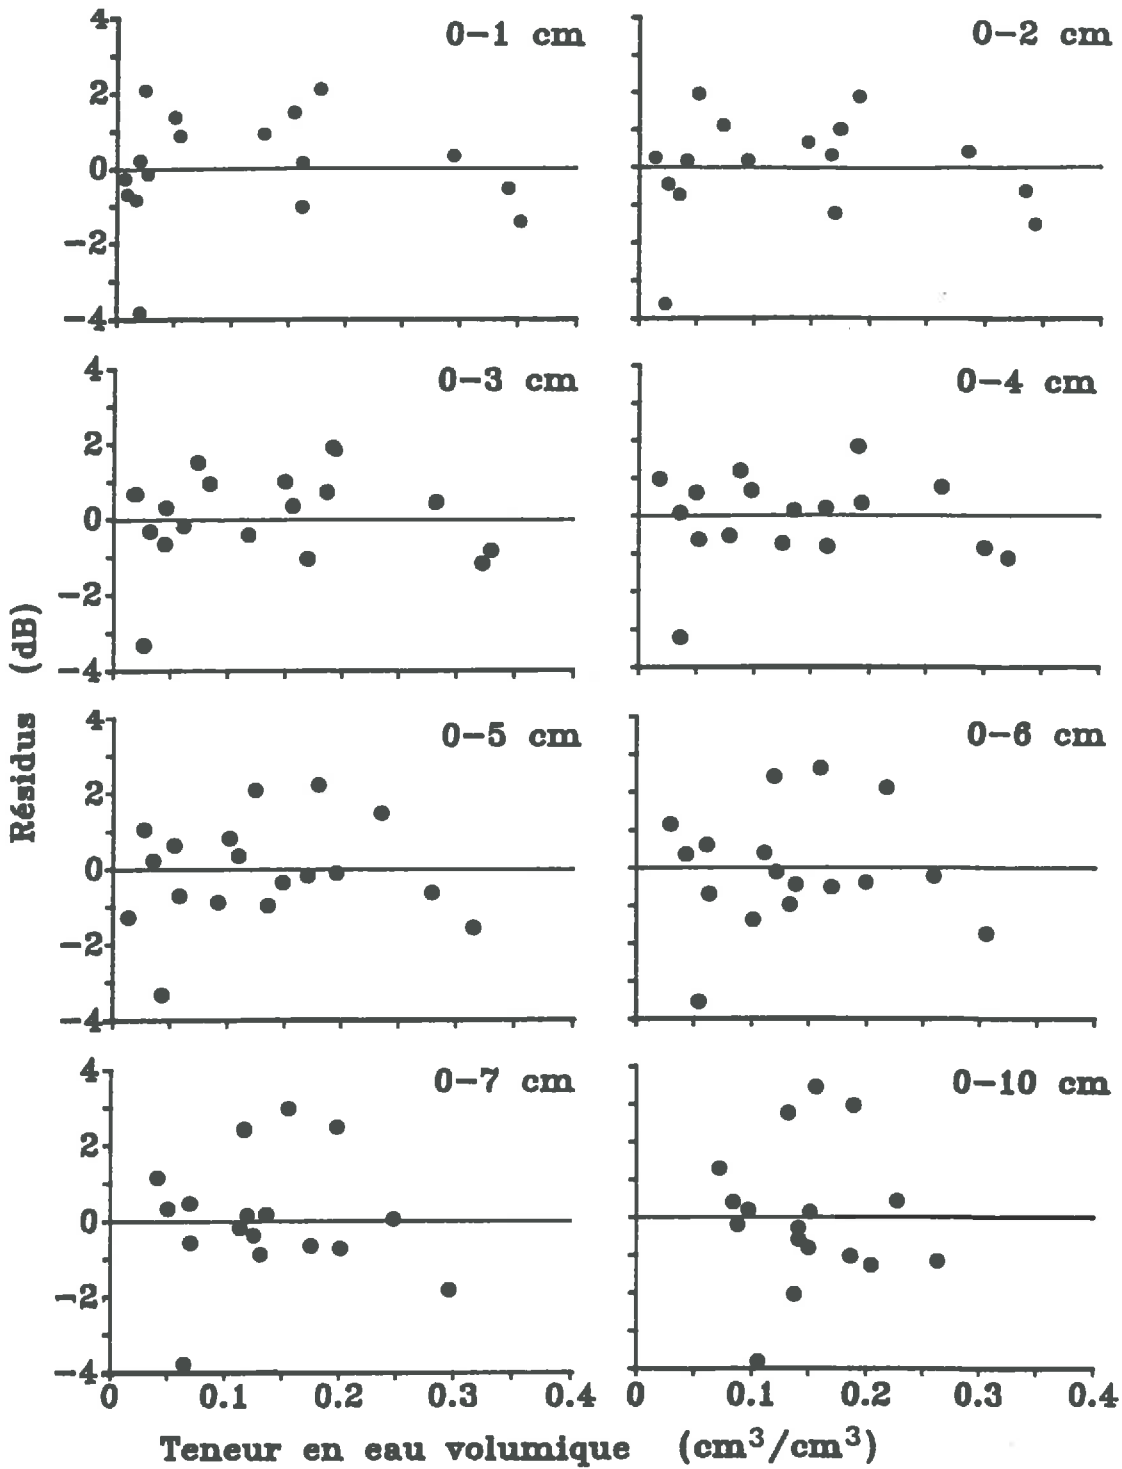 4
2
0
−2
−4
0−1 cm
0−2 cm
4
2
0
−2
−4
0−3 cm
0−4 cm
4
2
0
−2
−4
0−5 cm
0−6 cm
4
2
0
−2
−4
0−7 cm
0−10 cm
0 0.1 0.2 0.3 0.4
0 0.1 0.2 0.3 0.4
Résidus (dB)
Teneur en eau volumique (cm³/cm³)